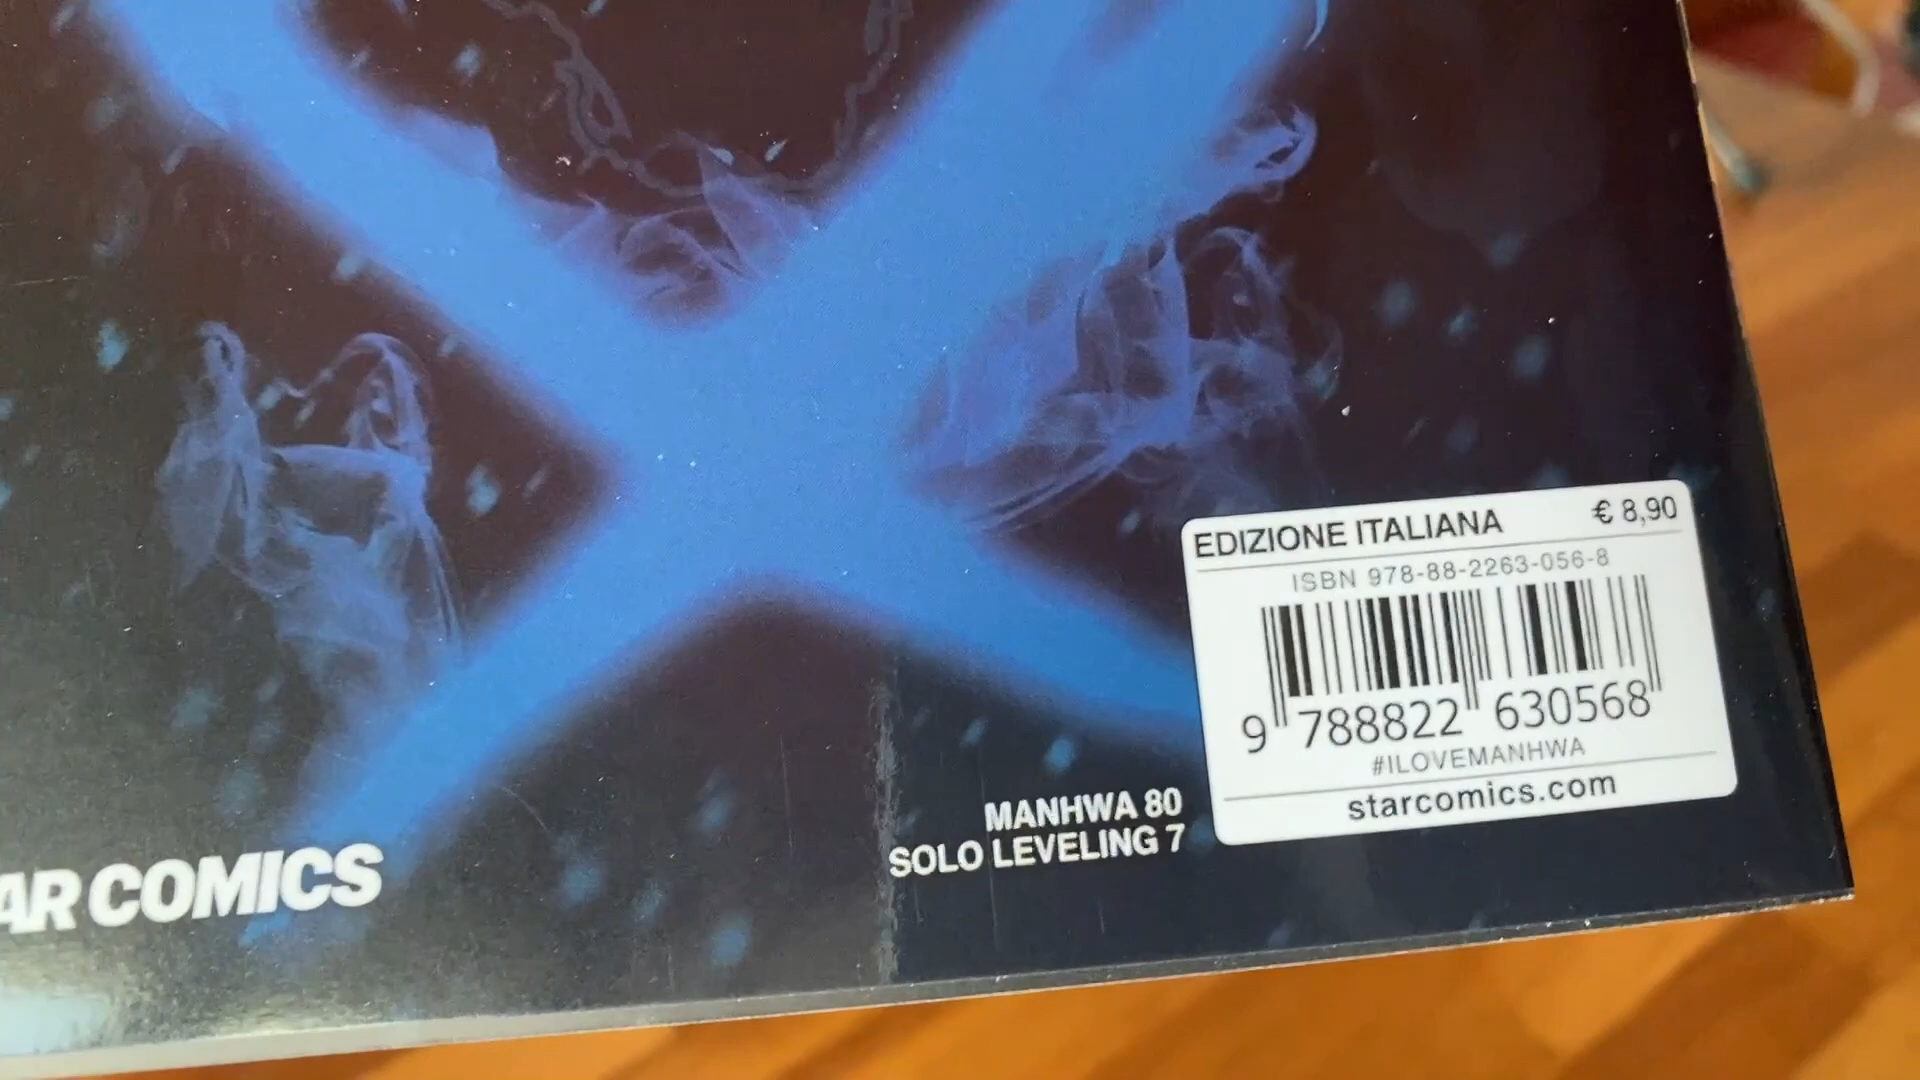 EDIZIONE ITALIANA € 8,90
ISBN 978-88-2263-056-8
9 788822 630568
#ILOVEMANHWA
starcomics.com
MANHWA 80
SOLO LEVELING 7
AR COMICS